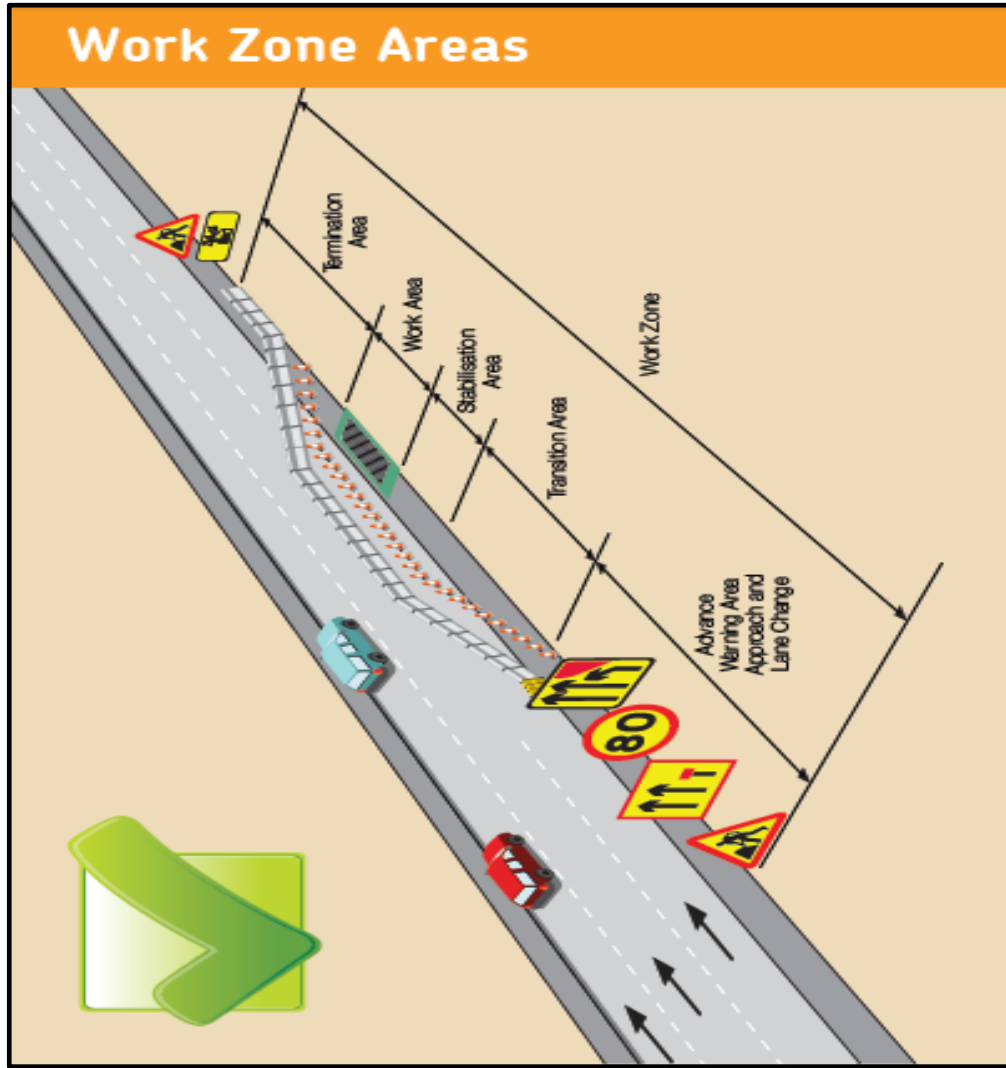 Work Zone Areas
Termination
Area
Work Area
Stabilisation
Area
Transition Area
Work Zone
Advance
Warning Area
Approach and
Lane Change
80